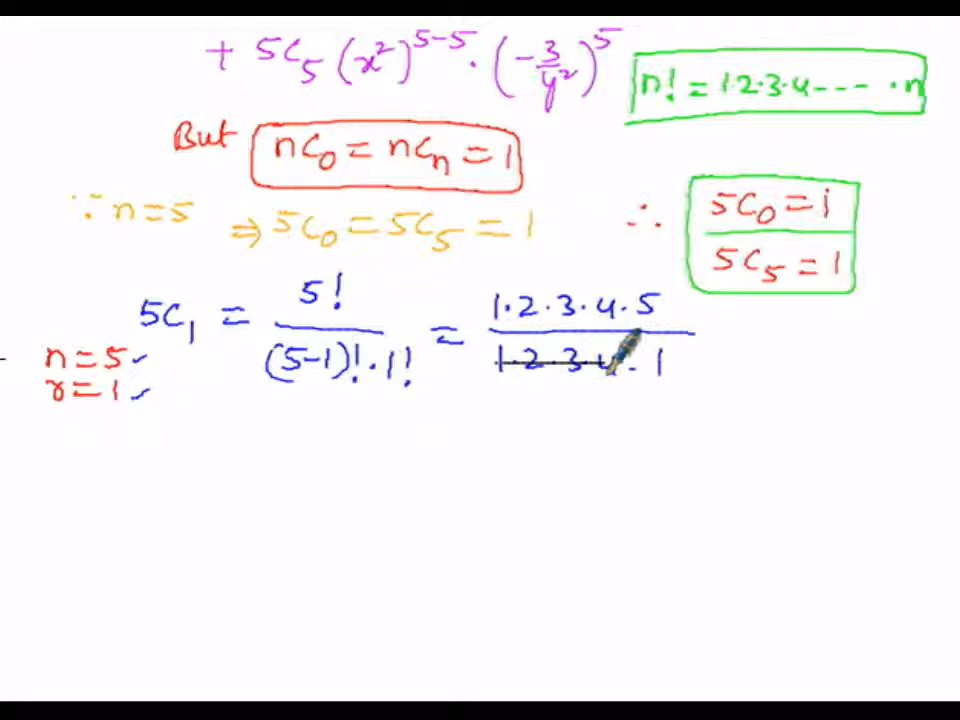 + 5C₅ (x²)⁵⁻⁵ · (-3/y²)⁵
n! = 1·2·3·4---- · n
But nC₀ = nCₙ = 1
∵ n=5 ⇒ 5C₀ = 5C₅ = 1
∴ 5C₀ = 1
5C₅ = 1
5C₁ = 5!/((5-1)!·1!) = 1·2·3·4·5/(1·2·3·4·1)
n=5 ✓
r=1 ✓